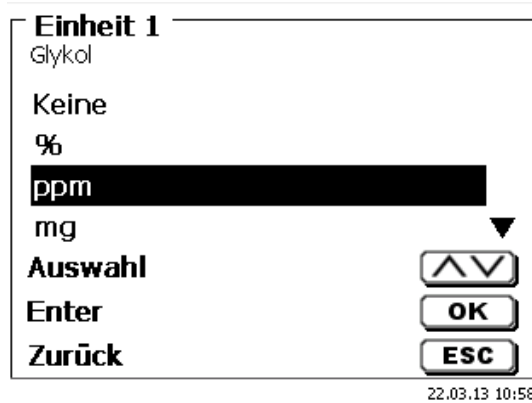 Einheit 1
Glykol
Keine
%
ppm
mg
Auswahl
Enter OK
Zurück ESC
22.03.13 10:58